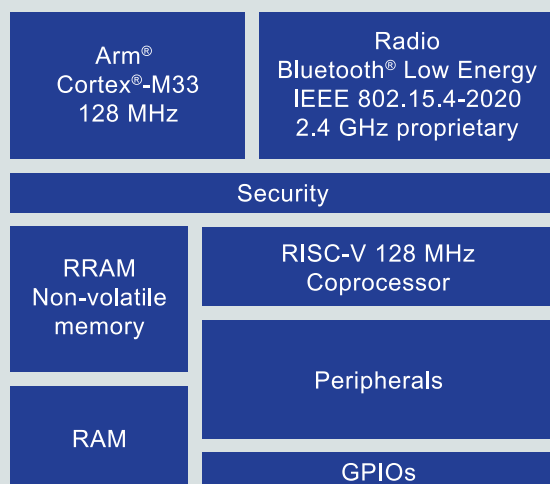 Arm®
Cortex®-M33
128 MHz
Radio
Bluetooth® Low Energy
IEEE 802.15.4-2020
2.4 GHz proprietary
Security
RRAM
Non-volatile
memory
RISC-V 128 MHz
Coprocessor
Peripherals
RAM
GPIOs